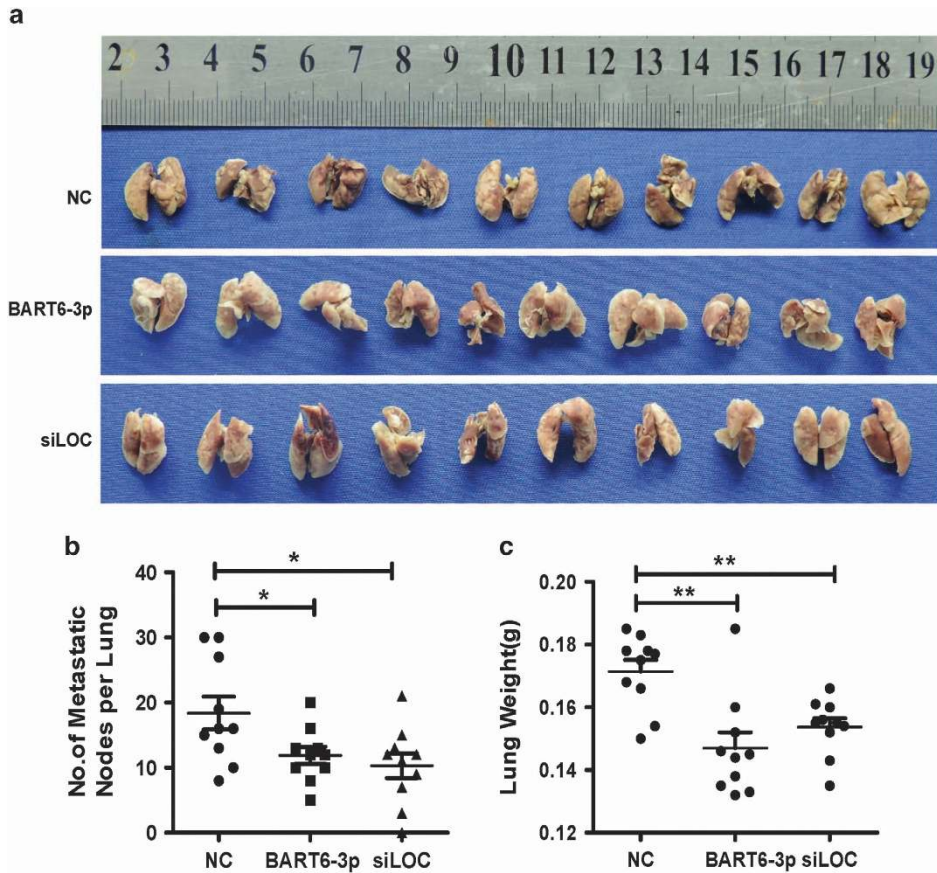 a
2 3 4 5 6 7 8 9 10 11 12 13 14 15 16 17 18 19
NC
BART6-3p
siLOC
b
*
*
No.of Metastatic
Nodes per Lung
40
30
20
10
0
NC BART6-3p siLOC
c
**
**
Lung Weight(g)
0.20
0.18
0.16
0.14
0.12
NC BART6-3p siLOC